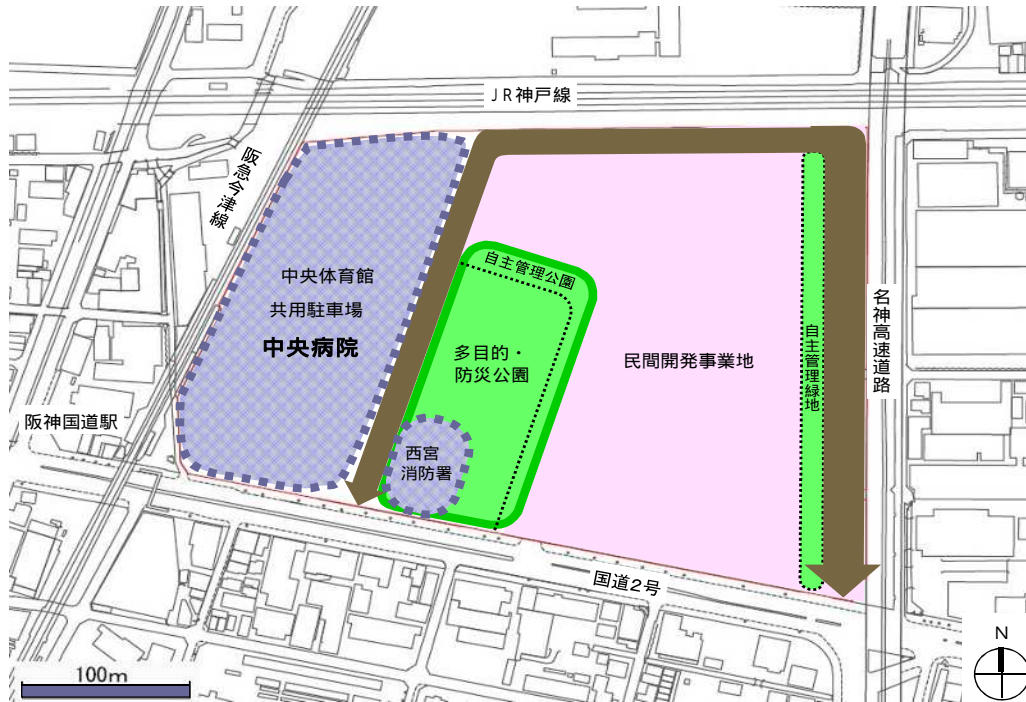 JR神戸線
阪急今津線
中央体育館
共用駐車場
中央病院
自主管理公園
多目的・
防災公園
民間開発事業地
自主管理緑地
名神高速道路
阪神国道駅
西宮
消防署
国道2号
100m
N